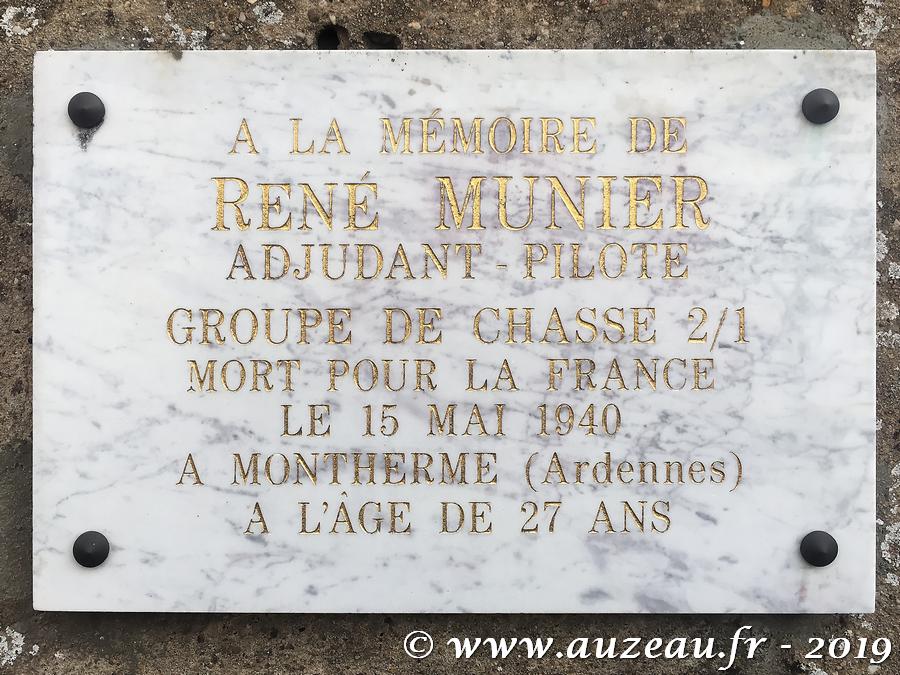 A LA MÉMOIRE DE
RENÉ MUNIER
ADJUDANT-PILOTE
GROUPE DE CHASSE 2/1
MORT POUR LA FRANCE
LE 15 MAI 1940
A MONTHERME (Ardennes)
A L'ÂGE DE 27 ANS
© www.auzeau.fr - 2019